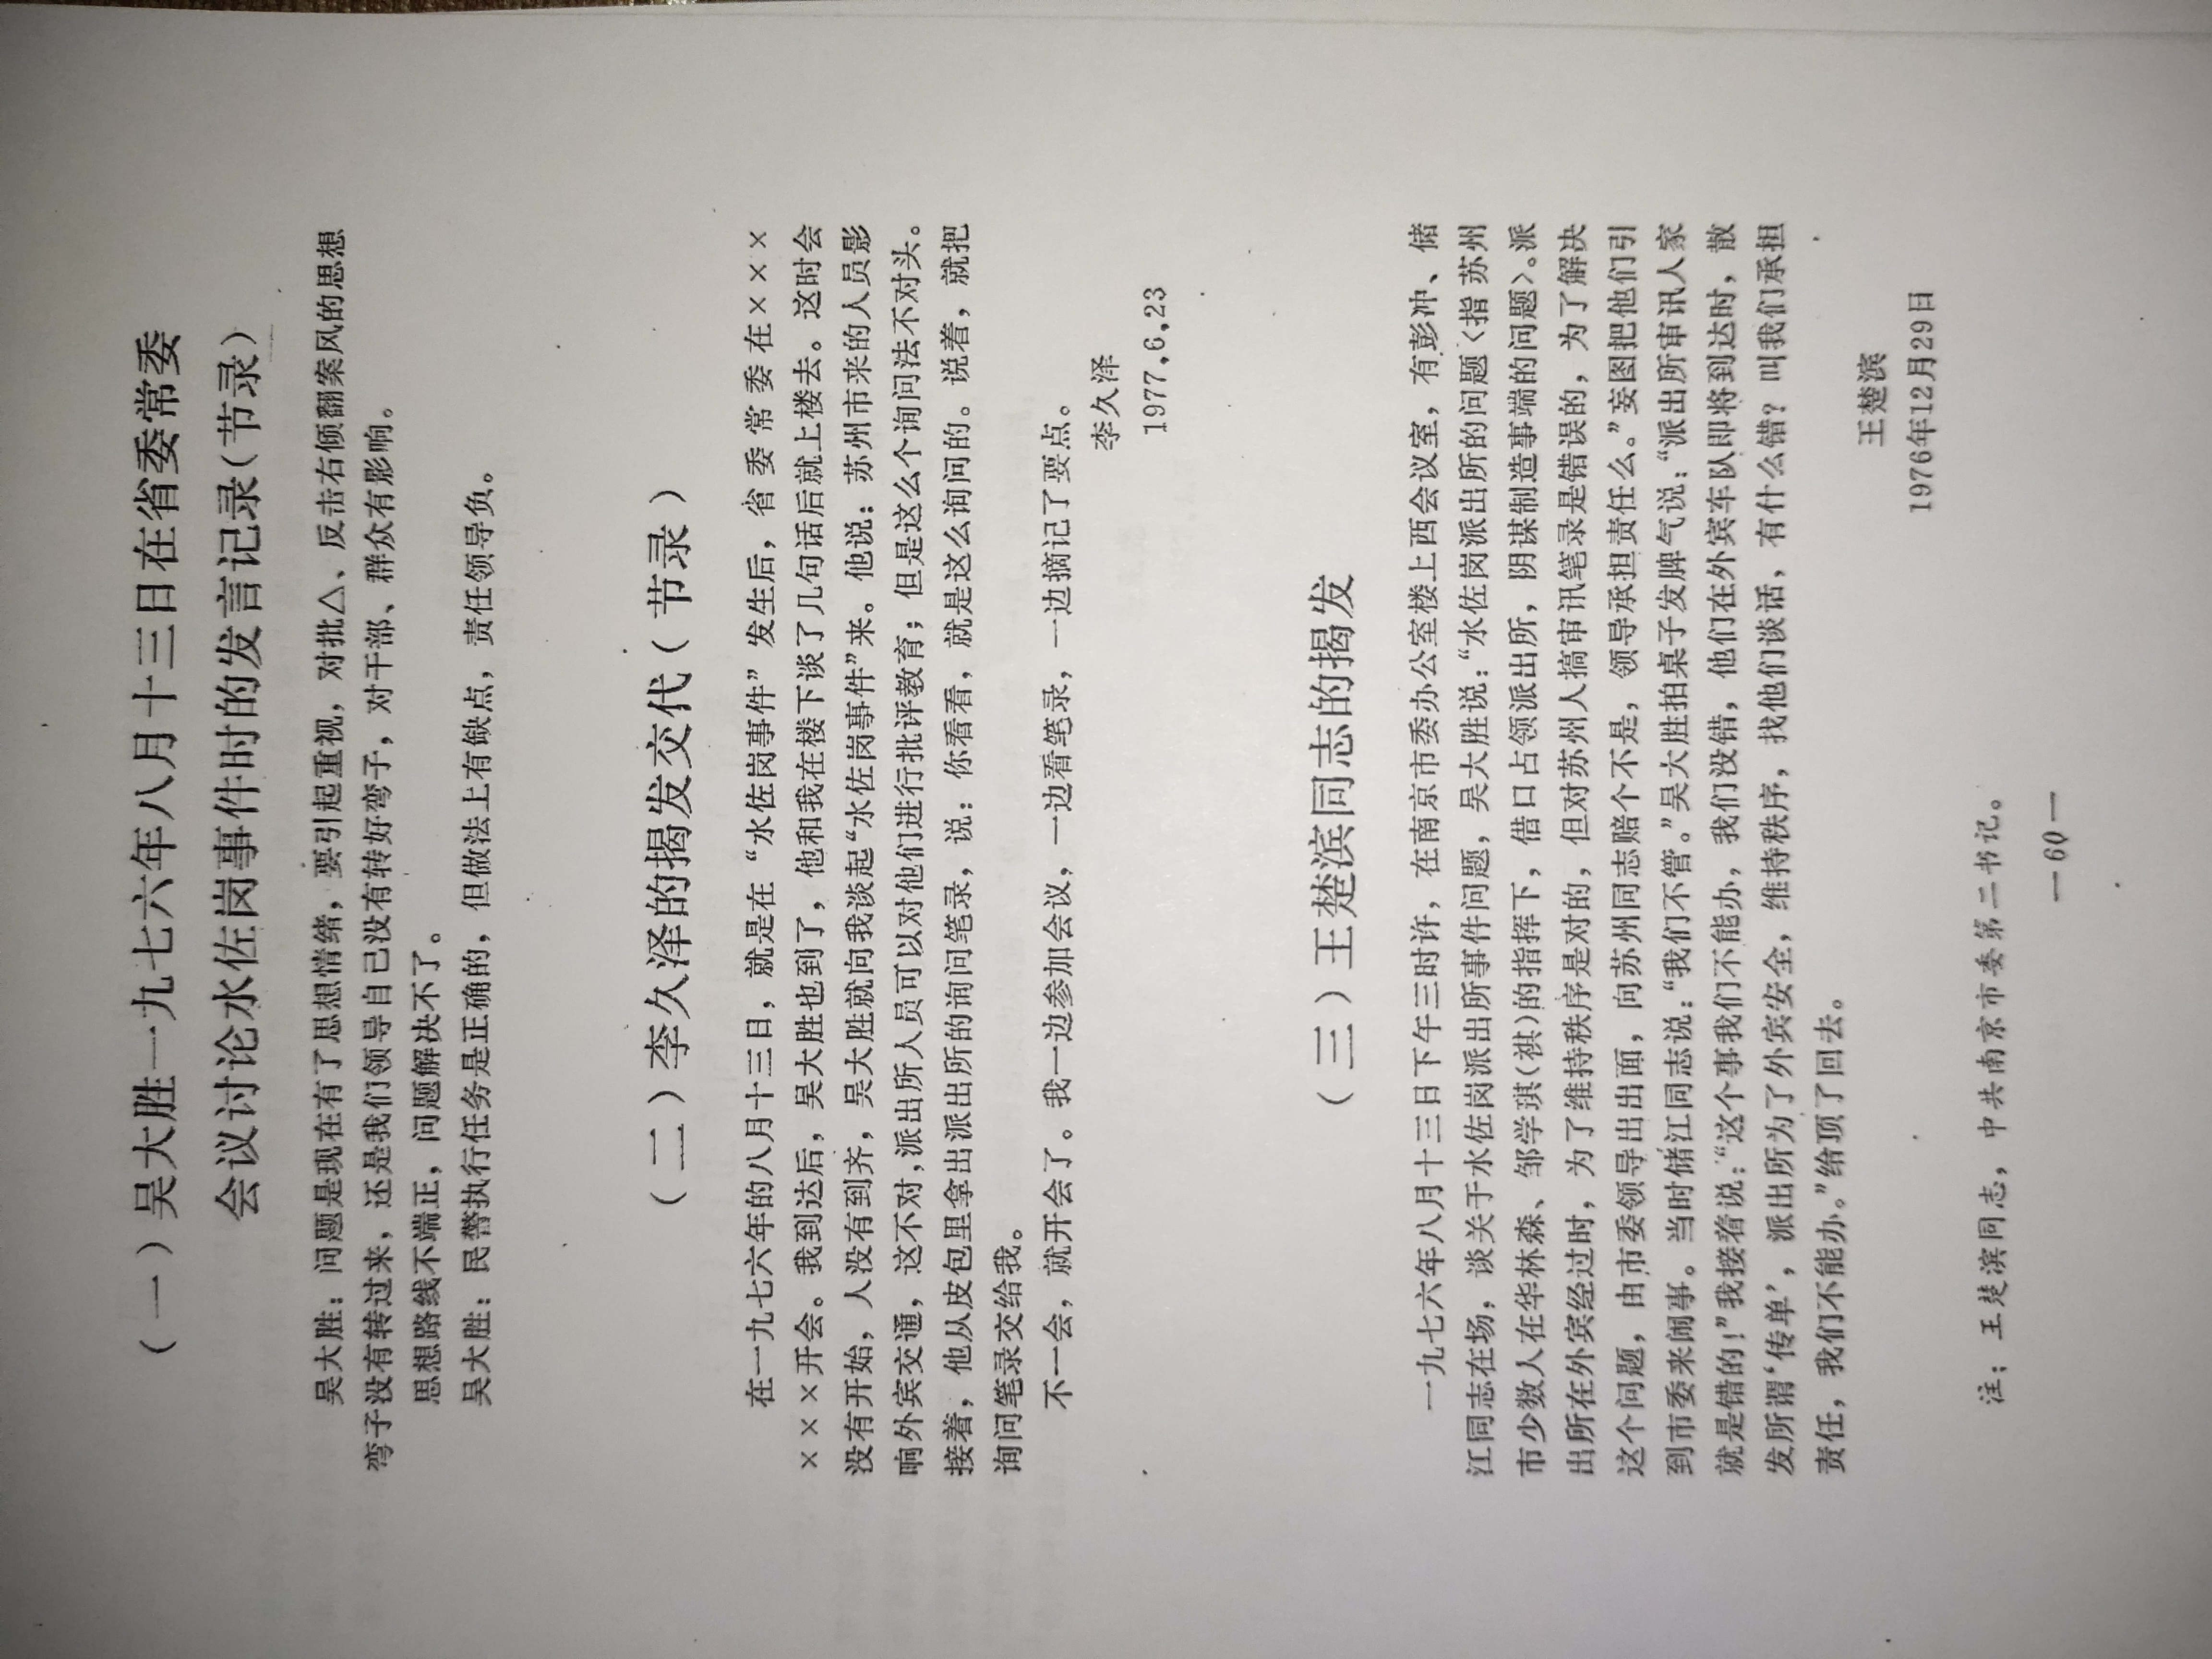 （一）吴大胜一九七六年八月十三日在省委常委
会议讨论水佐岗事件时的发言记录（节录）
吴大胜：问题是现在有了思想情绪，要引起重视，对批△、反击右倾翻案风的思想
弯子没有转过来，还是我们领导自己没有转好弯子，对干部、群众有影响。
思想路线不端正，问题解决不了。
吴大胜：民警执行任务是正确的，但做法上有缺点，责任领导负。
（二）李久泽的揭发交代（节录）
在一九七六年的八月十三日，就是在“水佐岗事件”发生后，省委常委在×××
×××开会。我到达后，吴大胜也到了，他和我在楼下谈了几句话后就上楼去。这时会
没有开始，人没有到齐，吴大胜就向我谈起“水佐岗事件”来。他说：苏州市来的人员影
响外宾交通，这不对，派出所人员可以对他们进行批评教育；但是这么个询问法不对头。
接着，他从皮包里拿出派出所的询问笔录，说：你看看，就是这么询问的。说着，就把
询问笔录交给我。
不一会，就开会了。我一边参加会议，一边看笔录，一边摘记了要点。
李久泽
1977.6.23
（三）王楚滨同志的揭发
一九七六年八月十三日下午三时许，在南京市委办公室楼上西会议室，有彭冲、储
江同志在场，谈关于水佐岗派出所事件问题，吴大胜说：“水佐岗派出所的问题〈指苏州
市少数人在华林森、邹学琪（祺）的指挥下，借口占领派出所，阴谋制造事端的问题〉。派
出所在外宾经过时，为了维持秩序是对的，但对苏州人搞审讯笔录是错误的，为了解决
这个问题，由市委领导出出面，向苏州同志赔个不是，领导承担责任么。”妄图把他们引
到市委来闹事。当时储江同志说：“我们不管。”吴大胜拍桌子发脾气说：“派出所审讯人家
就是错的！”我接着说：“这个事我们不能办，我们没错，他们在外宾车队即将到达时，散
发所谓‘传单’，派出所为了外宾安全，维持秩序，找他们谈话，有什么错？叫我们承担
责任，我们不能办。”给顶了回去。
王楚滨
1976年12月29日
注：王楚滨同志，中共南京市委第二书记。
—60—